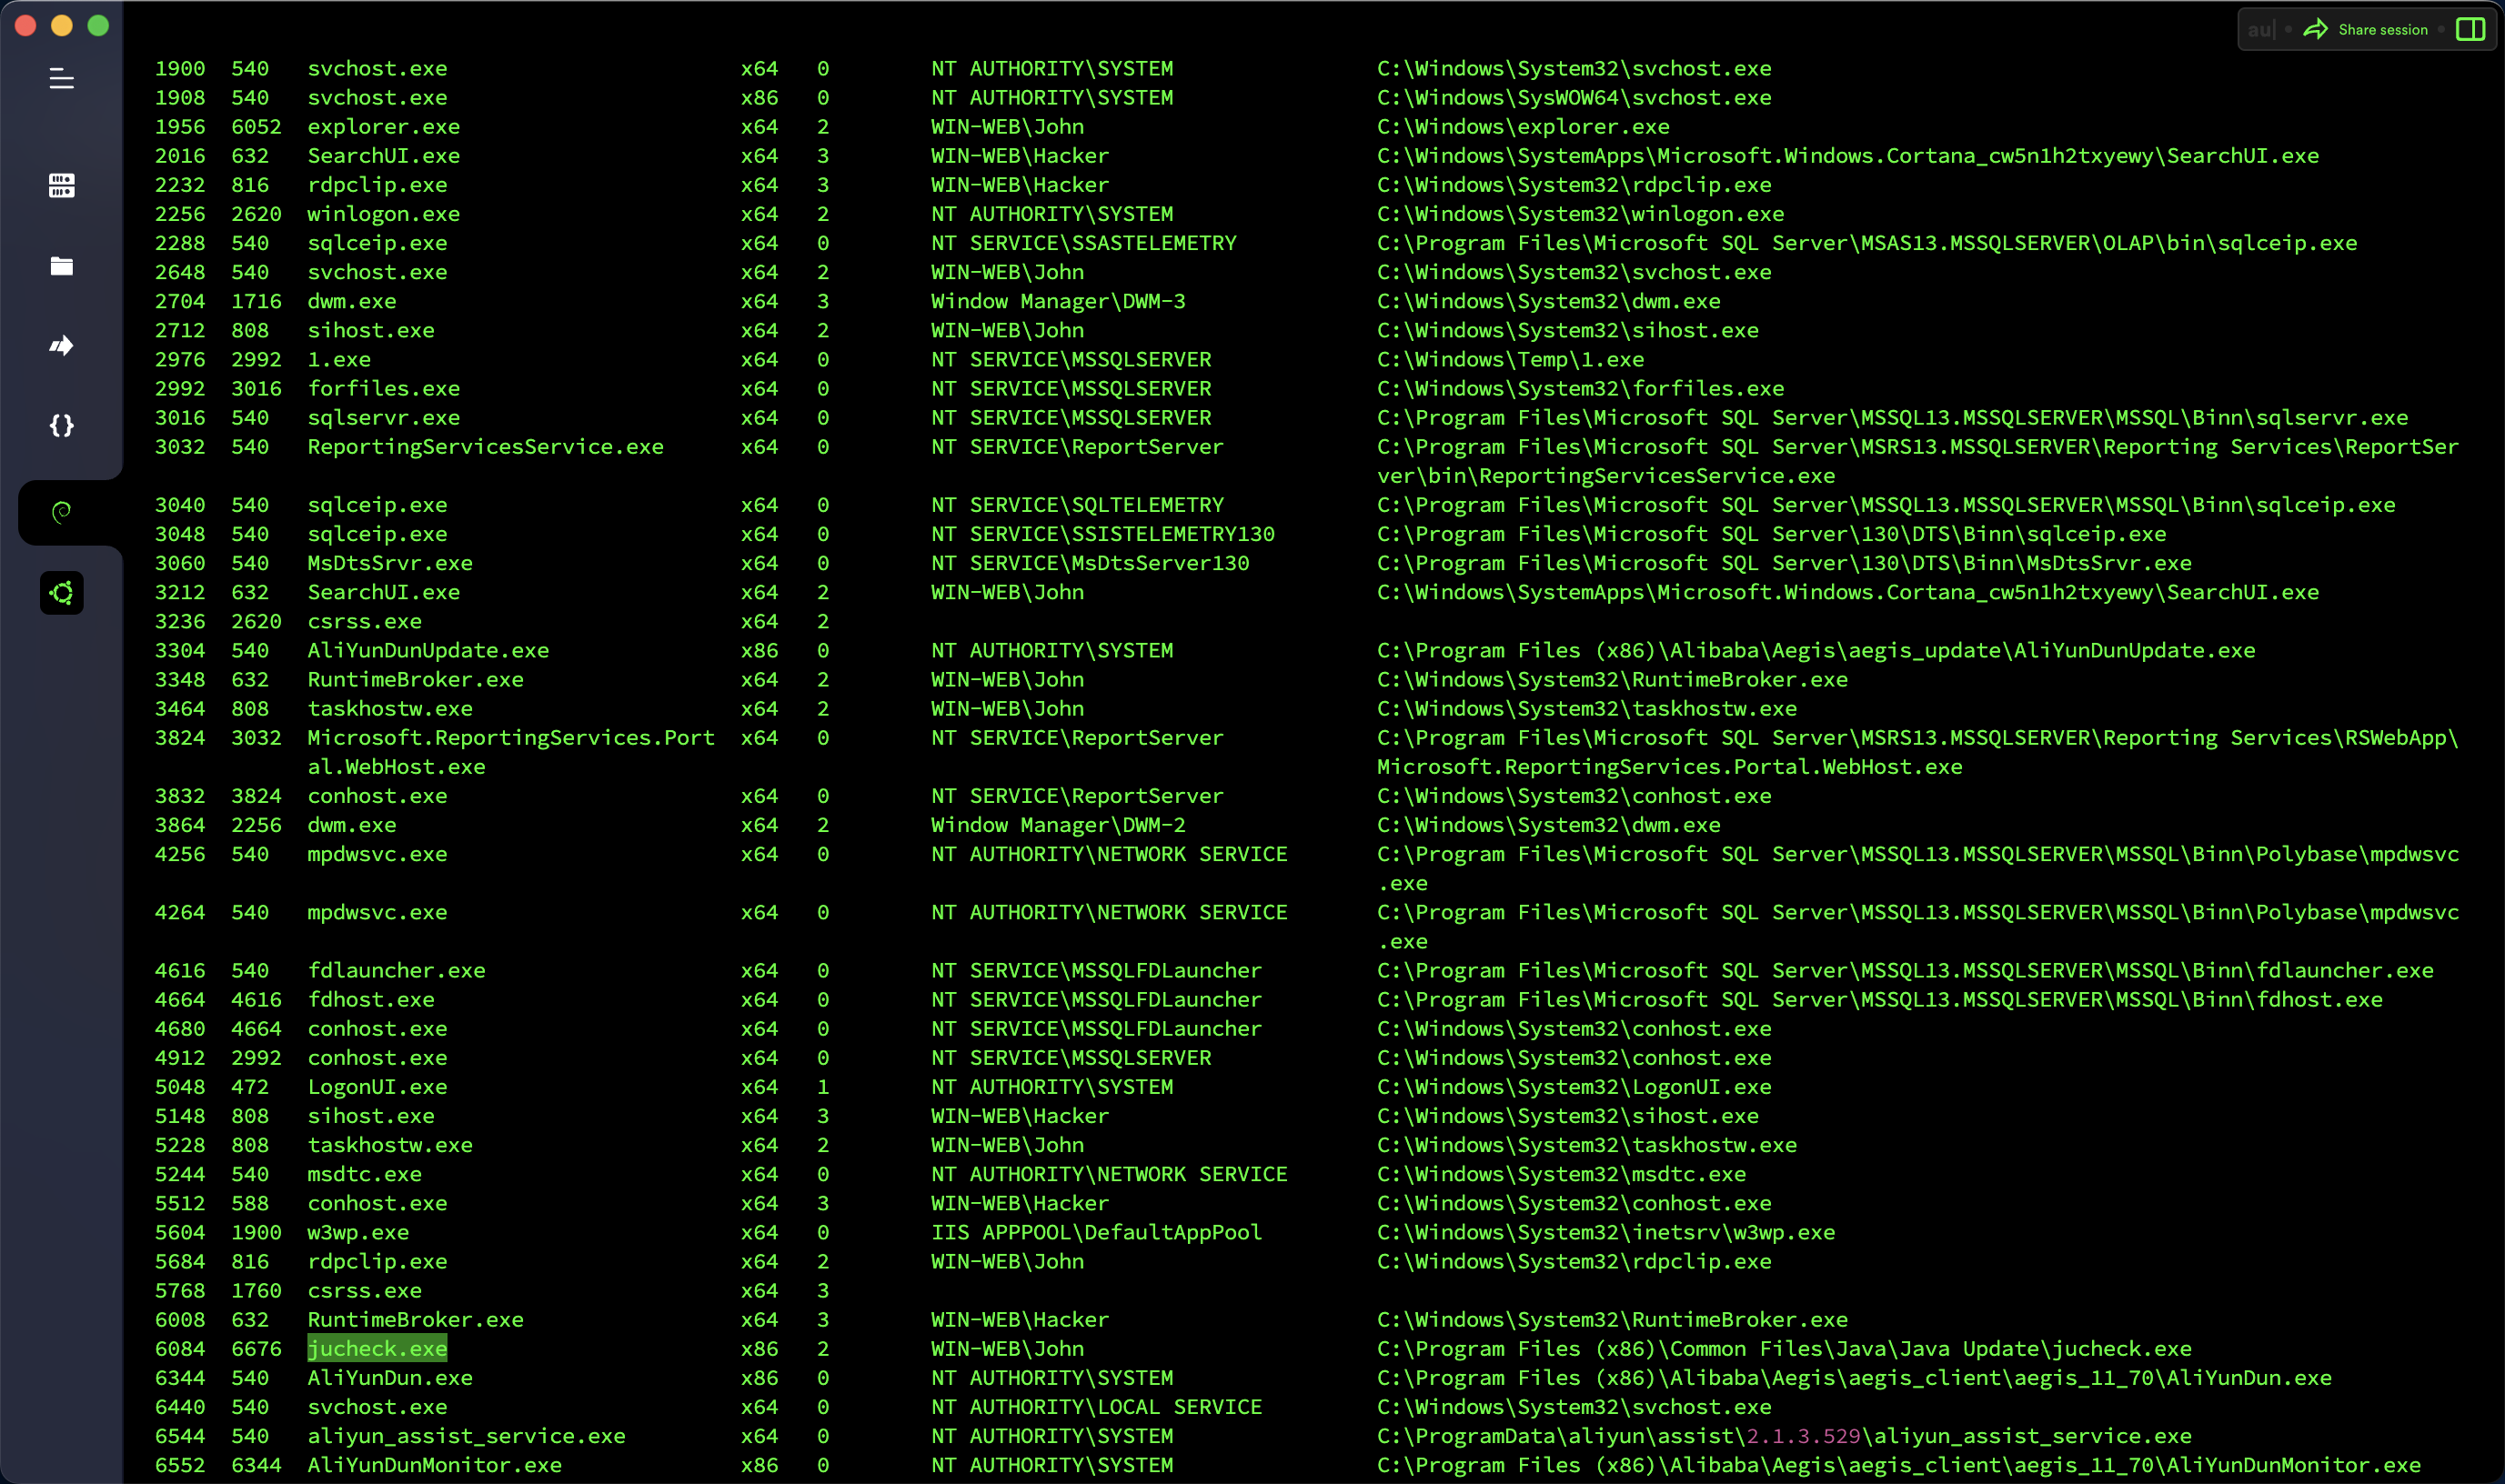 Share session
1900 540 svchost.exe x64 0 NT AUTHORITY\SYSTEM C:\Windows\System32\svchost.exe
1908 540 svchost.exe x86 0 NT AUTHORITY\SYSTEM C:\Windows\SysWOW64\svchost.exe
1956 6052 explorer.exe x64 2 WIN-WEB\John C:\Windows\explorer.exe
2016 632 SearchUI.exe x64 3 WIN-WEB\Hacker C:\Windows\SystemApps\Microsoft.Windows.Cortana_cw5n1h2txyewy\SearchUI.exe
2232 816 rdpclip.exe x64 3 WIN-WEB\Hacker C:\Windows\System32\rdpclip.exe
2256 2620 winlogon.exe x64 2 NT AUTHORITY\SYSTEM C:\Windows\System32\winlogon.exe
2288 540 sqlceip.exe x64 0 NT SERVICE\SSASTELEMETRY C:\Program Files\Microsoft SQL Server\MSAS13.MSSQLSERVER\OLAP\bin\sqlceip.exe
2648 540 svchost.exe x64 2 WIN-WEB\John C:\Windows\System32\svchost.exe
2704 1716 dwm.exe x64 3 Window Manager\DWM-3 C:\Windows\System32\dwm.exe
2712 808 sihost.exe x64 2 WIN-WEB\John C:\Windows\System32\sihost.exe
2976 2992 1.exe x64 0 NT SERVICE\MSSQLSERVER C:\Windows\Temp\1.exe
2992 3016 forfiles.exe x64 0 NT SERVICE\MSSQLSERVER C:\Windows\System32\forfiles.exe
3016 540 sqlservr.exe x64 0 NT SERVICE\MSSQLSERVER C:\Program Files\Microsoft SQL Server\MSSQL13.MSSQLSERVER\MSSQL\Binn\sqlservr.exe
3032 540 ReportingServicesService.exe x64 0 NT SERVICE\ReportServer C:\Program Files\Microsoft SQL Server\MSRS13.MSSQLSERVER\Reporting Services\ReportSer
ver\bin\ReportingServicesService.exe
3040 540 sqlceip.exe x64 0 NT SERVICE\SQLTELEMETRY C:\Program Files\Microsoft SQL Server\MSSQL13.MSSQLSERVER\MSSQL\Binn\sqlceip.exe
3048 540 sqlceip.exe x64 0 NT SERVICE\SSISTELEMETRY130 C:\Program Files\Microsoft SQL Server\130\DTS\Binn\sqlceip.exe
3060 540 MsDtsSrvr.exe x64 0 NT SERVICE\MsDtsServer130 C:\Program Files\Microsoft SQL Server\130\DTS\Binn\MsDtsSrvr.exe
3212 632 SearchUI.exe x64 2 WIN-WEB\John C:\Windows\SystemApps\Microsoft.Windows.Cortana_cw5n1h2txyewy\SearchUI.exe
3236 2620 csrss.exe x64 2
3304 540 AliYunDunUpdate.exe x86 0 NT AUTHORITY\SYSTEM C:\Program Files (x86)\Alibaba\Aegis\aegis_update\AliYunDunUpdate.exe
3348 632 RuntimeBroker.exe x64 2 WIN-WEB\John C:\Windows\System32\RuntimeBroker.exe
3464 808 taskhostw.exe x64 2 WIN-WEB\John C:\Windows\System32\taskhostw.exe
3824 3032 Microsoft.ReportingServices.Port x64 0 NT SERVICE\ReportServer C:\Program Files\Microsoft SQL Server\MSRS13.MSSQLSERVER\Reporting Services\RSWebApp\
al.WebHost.exe Microsoft.ReportingServices.Portal.WebHost.exe
3832 3824 conhost.exe x64 0 NT SERVICE\ReportServer C:\Windows\System32\conhost.exe
3864 2256 dwm.exe x64 2 Window Manager\DWM-2 C:\Windows\System32\dwm.exe
4256 540 mpdwsvc.exe x64 0 NT AUTHORITY\NETWORK SERVICE C:\Program Files\Microsoft SQL Server\MSSQL13.MSSQLSERVER\MSSQL\Binn\Polybase\mpdwsvc
.exe
4264 540 mpdwsvc.exe x64 0 NT AUTHORITY\NETWORK SERVICE C:\Program Files\Microsoft SQL Server\MSSQL13.MSSQLSERVER\MSSQL\Binn\Polybase\mpdwsvc
.exe
4616 540 fdlauncher.exe x64 0 NT SERVICE\MSSQLFDLauncher C:\Program Files\Microsoft SQL Server\MSSQL13.MSSQLSERVER\MSSQL\Binn\fdlauncher.exe
4664 4616 fdhost.exe x64 0 NT SERVICE\MSSQLFDLauncher C:\Program Files\Microsoft SQL Server\MSSQL13.MSSQLSERVER\MSSQL\Binn\fdhost.exe
4680 4664 conhost.exe x64 0 NT SERVICE\MSSQLFDLauncher C:\Windows\System32\conhost.exe
4912 2992 conhost.exe x64 0 NT SERVICE\MSSQLSERVER C:\Windows\System32\conhost.exe
5048 472 LogonUI.exe x64 1 NT AUTHORITY\SYSTEM C:\Windows\System32\LogonUI.exe
5148 808 sihost.exe x64 3 WIN-WEB\Hacker C:\Windows\System32\sihost.exe
5228 808 taskhostw.exe x64 2 WIN-WEB\John C:\Windows\System32\taskhostw.exe
5244 540 msdtc.exe x64 0 NT AUTHORITY\NETWORK SERVICE C:\Windows\System32\msdtc.exe
5512 588 conhost.exe x64 3 WIN-WEB\Hacker C:\Windows\System32\conhost.exe
5604 1900 w3wp.exe x64 0 IIS APPPOOL\DefaultAppPool C:\Windows\System32\inetsrv\w3wp.exe
5684 816 rdpclip.exe x64 2 WIN-WEB\John C:\Windows\System32\rdpclip.exe
5768 1760 csrss.exe x64 3
6008 632 RuntimeBroker.exe x64 3 WIN-WEB\Hacker C:\Windows\System32\RuntimeBroker.exe
6084 6676 jucheck.exe x86 2 WIN-WEB\John C:\Program Files (x86)\Common Files\Java\Java Update\jucheck.exe
6344 540 AliYunDun.exe x86 0 NT AUTHORITY\SYSTEM C:\Program Files (x86)\Alibaba\Aegis\aegis_client\aegis_11_70\AliYunDun.exe
6440 540 svchost.exe x64 0 NT AUTHORITY\LOCAL SERVICE C:\Windows\System32\svchost.exe
6544 540 aliyun_assist_service.exe x64 0 NT AUTHORITY\SYSTEM C:\ProgramData\aliyun\assist\2.1.3.529\aliyun_assist_service.exe
6552 6344 AliYunDunMonitor.exe x86 0 NT AUTHORITY\SYSTEM C:\Program Files (x86)\Alibaba\Aegis\aegis_client\aegis_11_70\AliYunDunMonitor.exe